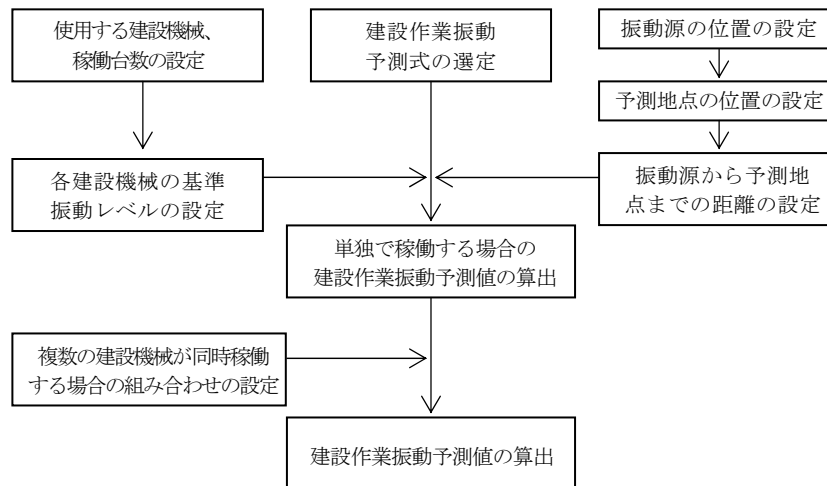 使用する建設機械、
稼働台数の設定
建設作業振動
予測式の選定
振動源の位置の設定
予測地点の位置の設定
各建設機械の基準
振動レベルの設定
振動源から予測地
点までの距離の設定
単独で稼働する場合の
建設作業振動予測値の算出
複数の建設機械が同時稼働
する場合の組み合わせの設定
建設作業振動予測値の算出